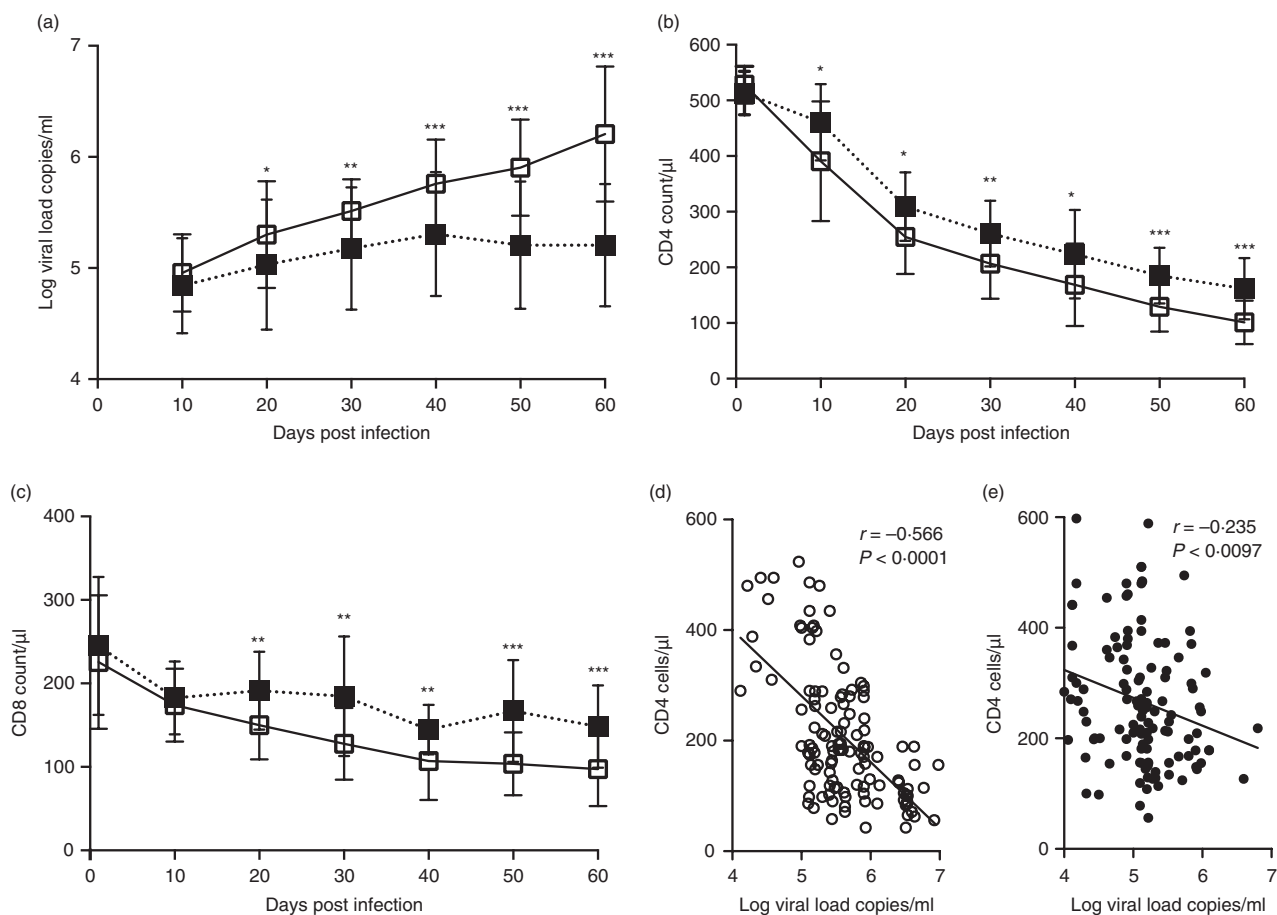 (a)
7
6
5
4
Log viral load copies/ml
* ** *** *** ***
0 10 20 30 40 50 60
Days post infection
(b)
600
500
400
300
200
100
0
CD4 count/µl
* * ** * *** ***
0 10 20 30 40 50 60
Days post infection
(c)
400
300
200
100
0
CD8 count/µl
** ** ** *** ***
0 10 20 30 40 50 60
Days post infection
(d)
600
400
200
0
CD4 cells/µl
r = –0·566
P < 0·0001
4 5 6 7
Log viral load copies/ml
(e)
600
400
200
0
CD4 cells/µl
r = –0·235
P < 0·0097
4 5 6 7
Log viral load copies/ml